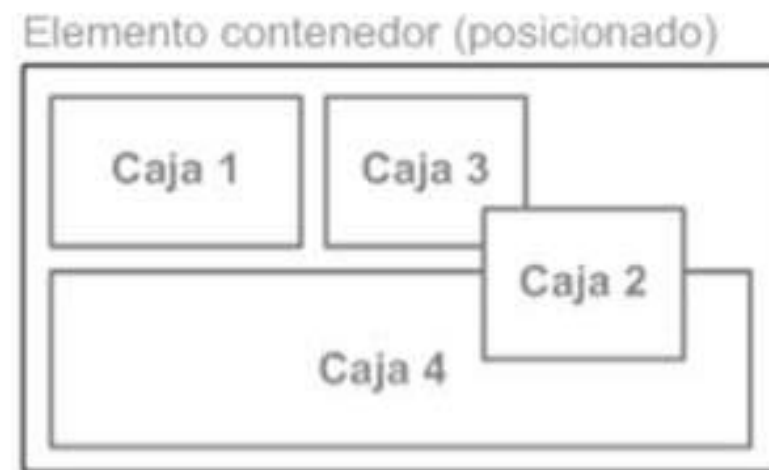 Elemento contenedor (posicionado)
Caja 1
Caja 3
Caja 2
Caja 4